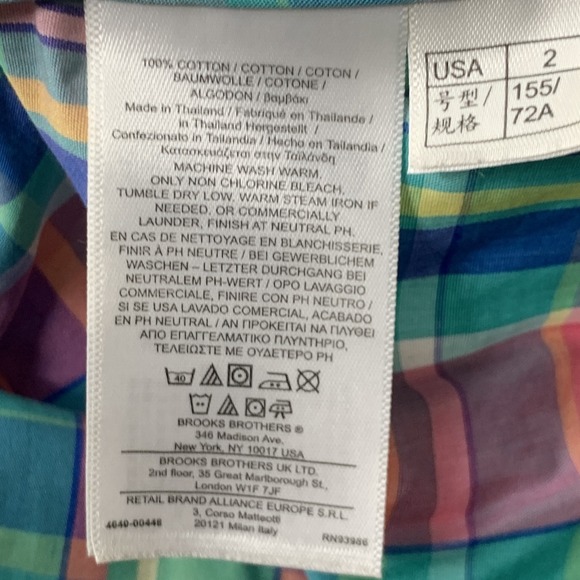 100% COTTON / COTTON / COTON /
BAUMWOLLE / COTONE /
ALGODON / βαμβάκι
Made in Thailand / Fabriqué en Thaïlande /
in Thailand Hergestellt /
Confezionato in Tailandia / Hecho en Tailandia /
Κατασκευάζεται στην Ταϊλάνδη
MACHINE WASH WARM.
ONLY NON CHLORINE BLEACH.
TUMBLE DRY LOW. WARM STEAM IRON IF
NEEDED, OR COMMERCIALLY
LAUNDER, FINISH AT NEUTRAL PH.
EN CAS DE NETTOYAGE EN BLANCHISSERIE,
FINIR À PH NEUTRE / BEI GEWERBLICHEM
WASCHEN – LETZTER DURCHGANG BEI
NEUTRALEM PH-WERT / OPO LAVAGGIO
COMMERCIALE, FINIRE CON PH NEUTRO /
SI SE USA LAVADO COMERCIAL, ACABADO
EN PH NEUTRAL / ΑΝ ΠΡΟΚΕΙΤΑΙ ΝΑ ΠΛΥΘΕΙ
ΑΠΟ ΕΠΑΓΓΕΛΜΑΤΙΚΟ ΠΛΥΝΤΗΡΙΟ,
ΤΕΛΕΙΩΣΤΕ ΜΕ ΟΥΔΕΤΕΡΟ PH
40
BROOKS BROTHERS ®
346 Madison Ave.
New York, NY 10017 USA
BROOKS BROTHERS UK LTD.
2nd floor, 35 Great Marlborough St.,
London W1F 7JF
RETAIL BRAND ALLIANCE EUROPE S.R.L.
3, Corso Matteotti
20121 Milan Italy
4640-00448
RN93986
USA 2
号型/ 155/
规格 72A